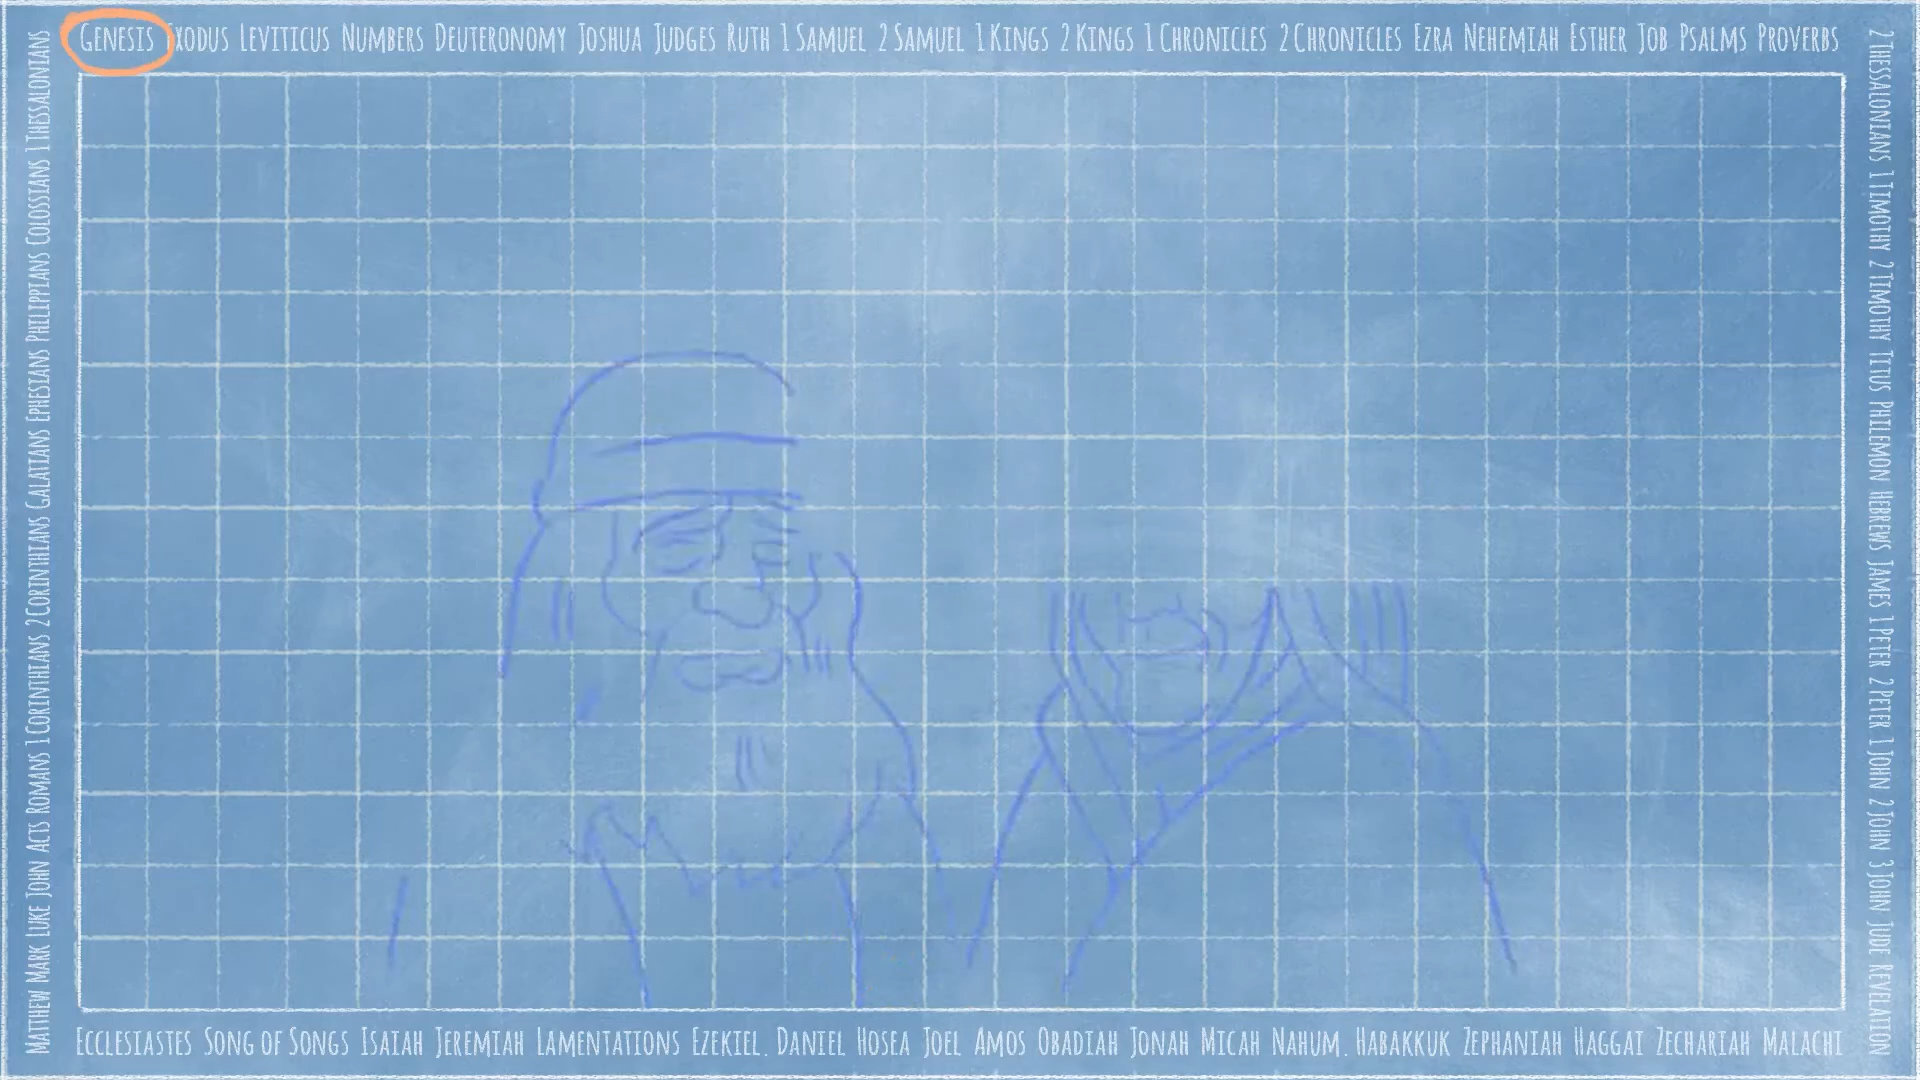 Genesis Exodus Leviticus Numbers Deuteronomy Joshua Judges Ruth 1 Samuel 2 Samuel 1 Kings 2 Kings 1 Chronicles 2 Chronicles Ezra Nehemiah Esther Job Psalms Proverbs
Ecclesiastes Song of Songs Isaiah Jeremiah Lamentations Ezekiel. Daniel Hosea Joel Amos Obadiah Jonah Micah Nahum. Habakkuk Zephaniah Haggai Zechariah Malachi
Matthew Mark Luke John Acts Romans 1 Corinthians 2 Corinthians Galatians Ephesians Philippians Colossians 1 Thessalonians
2 Thessalonians 1 Timothy 2 Timothy Titus Philemon Hebrews James 1 Peter 2 Peter 1 John 2 John 3 John Jude Revelation